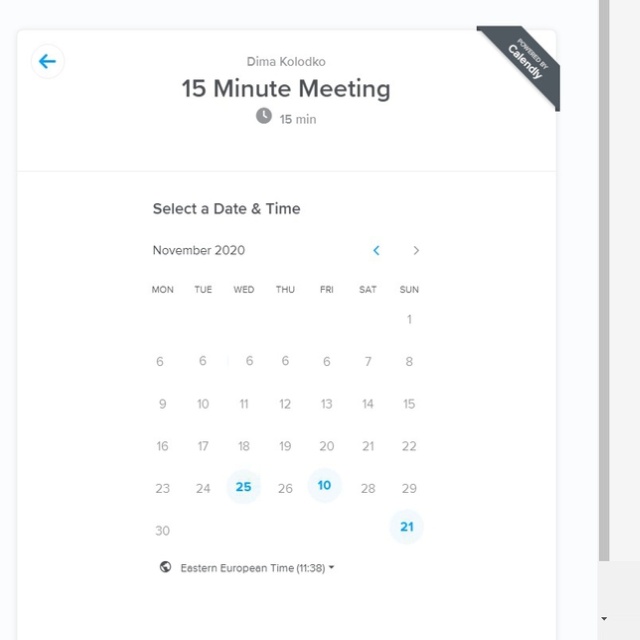 POWERED BY
Calendly
Dima Kolodko
15 Minute Meeting
15 min
Select a Date & Time
November 2020
MON TUE WED THU FRI SAT SUN
1
6 6 6 6 6 7 8
9 10 11 12 13 14 15
16 17 18 19 20 21 22
23 24 25 26 10 28 29
30 21
Eastern European Time (11:38)